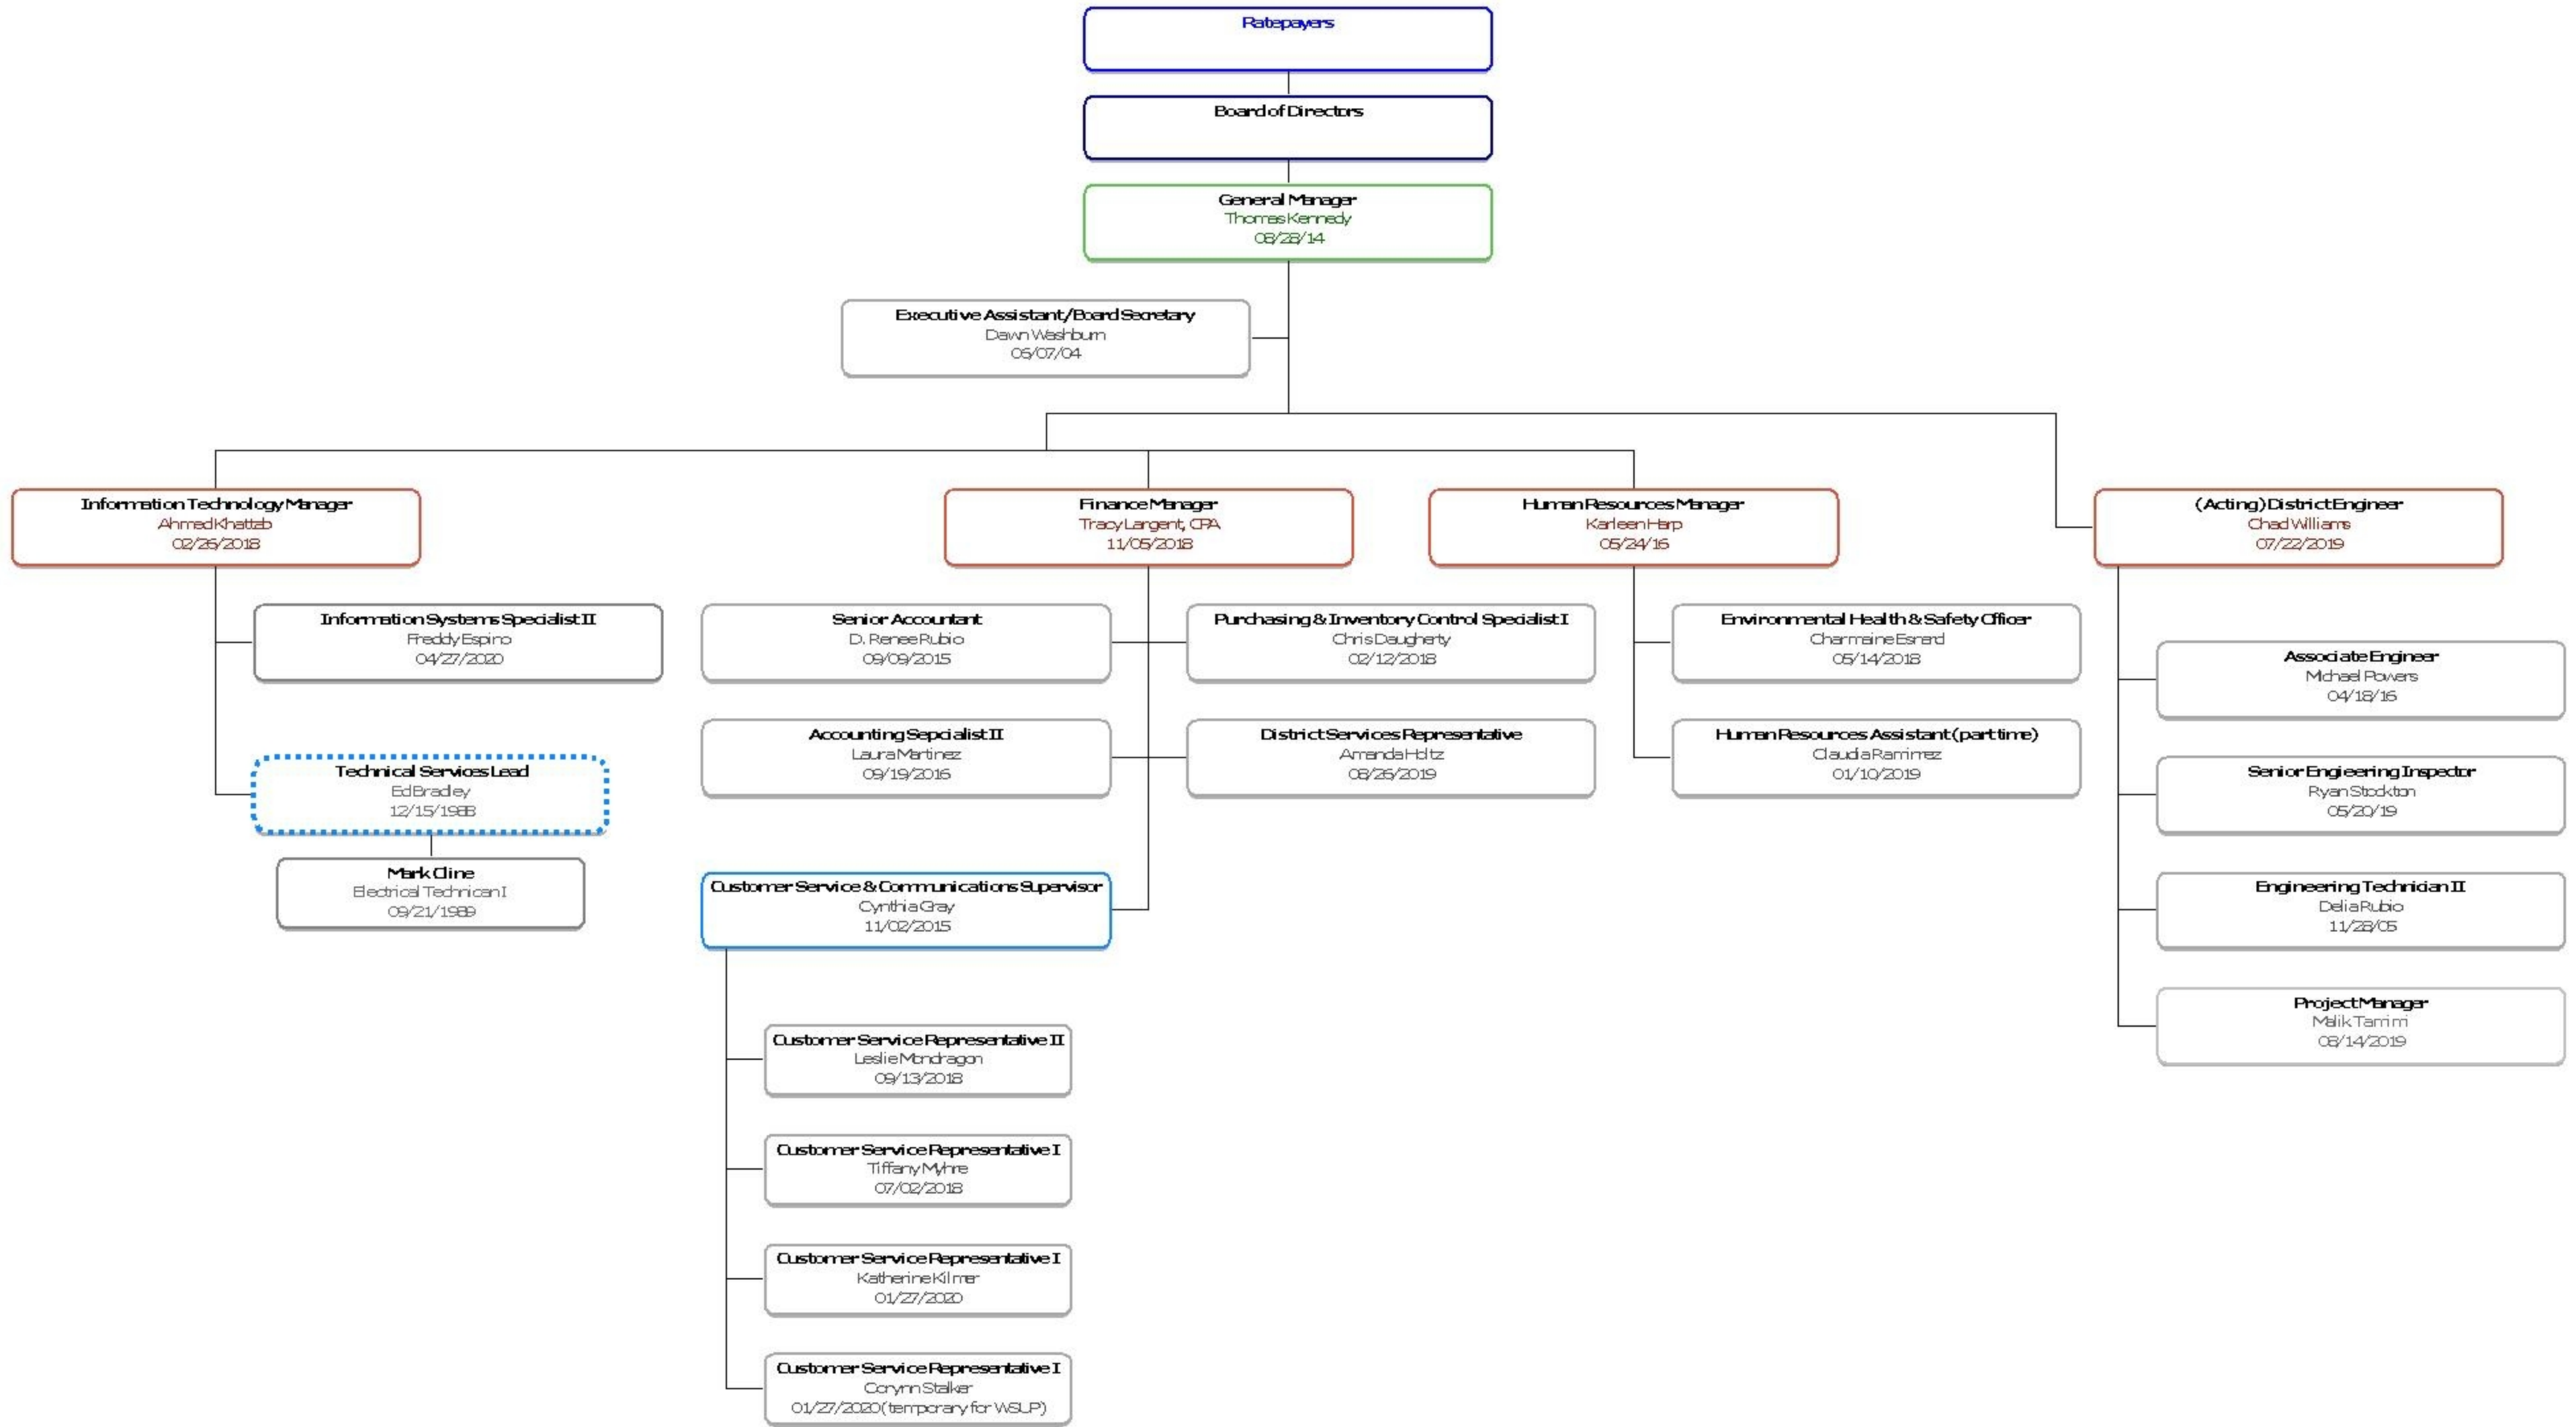 Ratepayers
Board of Directors
General Manager
Thomas Kennedy
08/28/14
Executive Assistant/Board Secretary
Dawn Washburn
06/07/04
Information Technology Manager
Ahmed Khattab
02/26/2018
Finance Manager
Tracy Largent, CPA
11/05/2018
Human Resources Manager
Karleen Harp
05/24/16
(Acting) District Engineer
Chad Williams
07/22/2019
Information Systems Specialist II
Freddy Espino
04/27/2020
Technical Services Lead
Ed Bradley
12/15/1988
Mark Cline
Electrical Technican I
09/21/1989
Senior Accountant
D. Renee Rubio
09/09/2015
Purchasing & Inventory Control Specialist I
Chris Daugherty
02/12/2018
Accounting Sepcialist II
Laura Martinez
09/19/2016
District Services Representative
Amanda Holtz
08/26/2019
Customer Service & Communications Supervisor
Cynthia Gray
11/02/2015
Customer Service Representative II
Leslie Mondragon
09/13/2018
Customer Service Representative I
Tiffany Myhre
07/02/2018
Customer Service Representative I
Katherine Kilmer
01/27/2020
Customer Service Representative I
Corynn Stalker
01/27/2020 (temporary for WSUP)
Environmental Health & Safety Officer
Charmaine Esnard
05/14/2018
Human Resources Assistant (part time)
Claudia Ramirrez
01/10/2019
Associate Engineer
Michael Powers
04/18/16
Senior Engieering Inspector
Ryan Stockton
05/20/19
Engineering Technician II
Delia Rubio
11/28/05
Project Manager
Malik Tamimi
08/14/2019